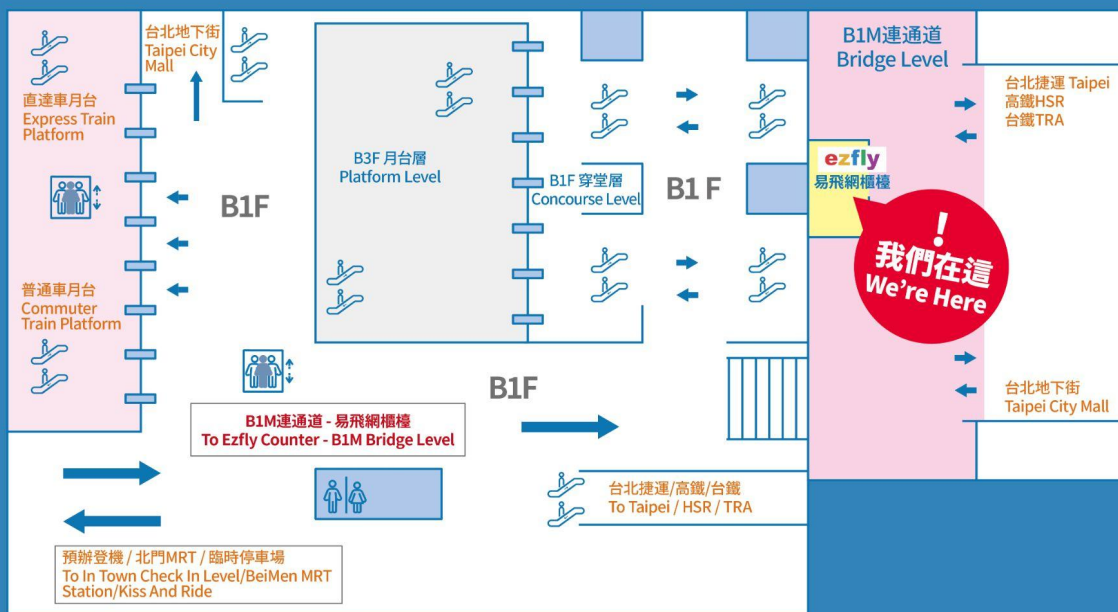 直達車月台
Express Train
Platform
台北地下街
Taipei City
Mall
B1F
普通車月台
Commuter
Train Platform
B3F 月台層
Platform Level
B1F 穿堂層
Concourse Level
B1 F
B1M連通道
Bridge Level
台北捷運 Taipei
高鐵HSR
台鐵TRA
ezfly
易飛網櫃檯
!
我們在這
We're Here
台北地下街
Taipei City Mall
B1F
B1M連通道 - 易飛網櫃檯
To Ezfly Counter - B1M Bridge Level
台北捷運/高鐵/台鐵
To Taipei / HSR / TRA
預辦登機 / 北門MRT / 臨時停車場
To In Town Check In Level/BeiMen MRT
Station/Kiss And Ride